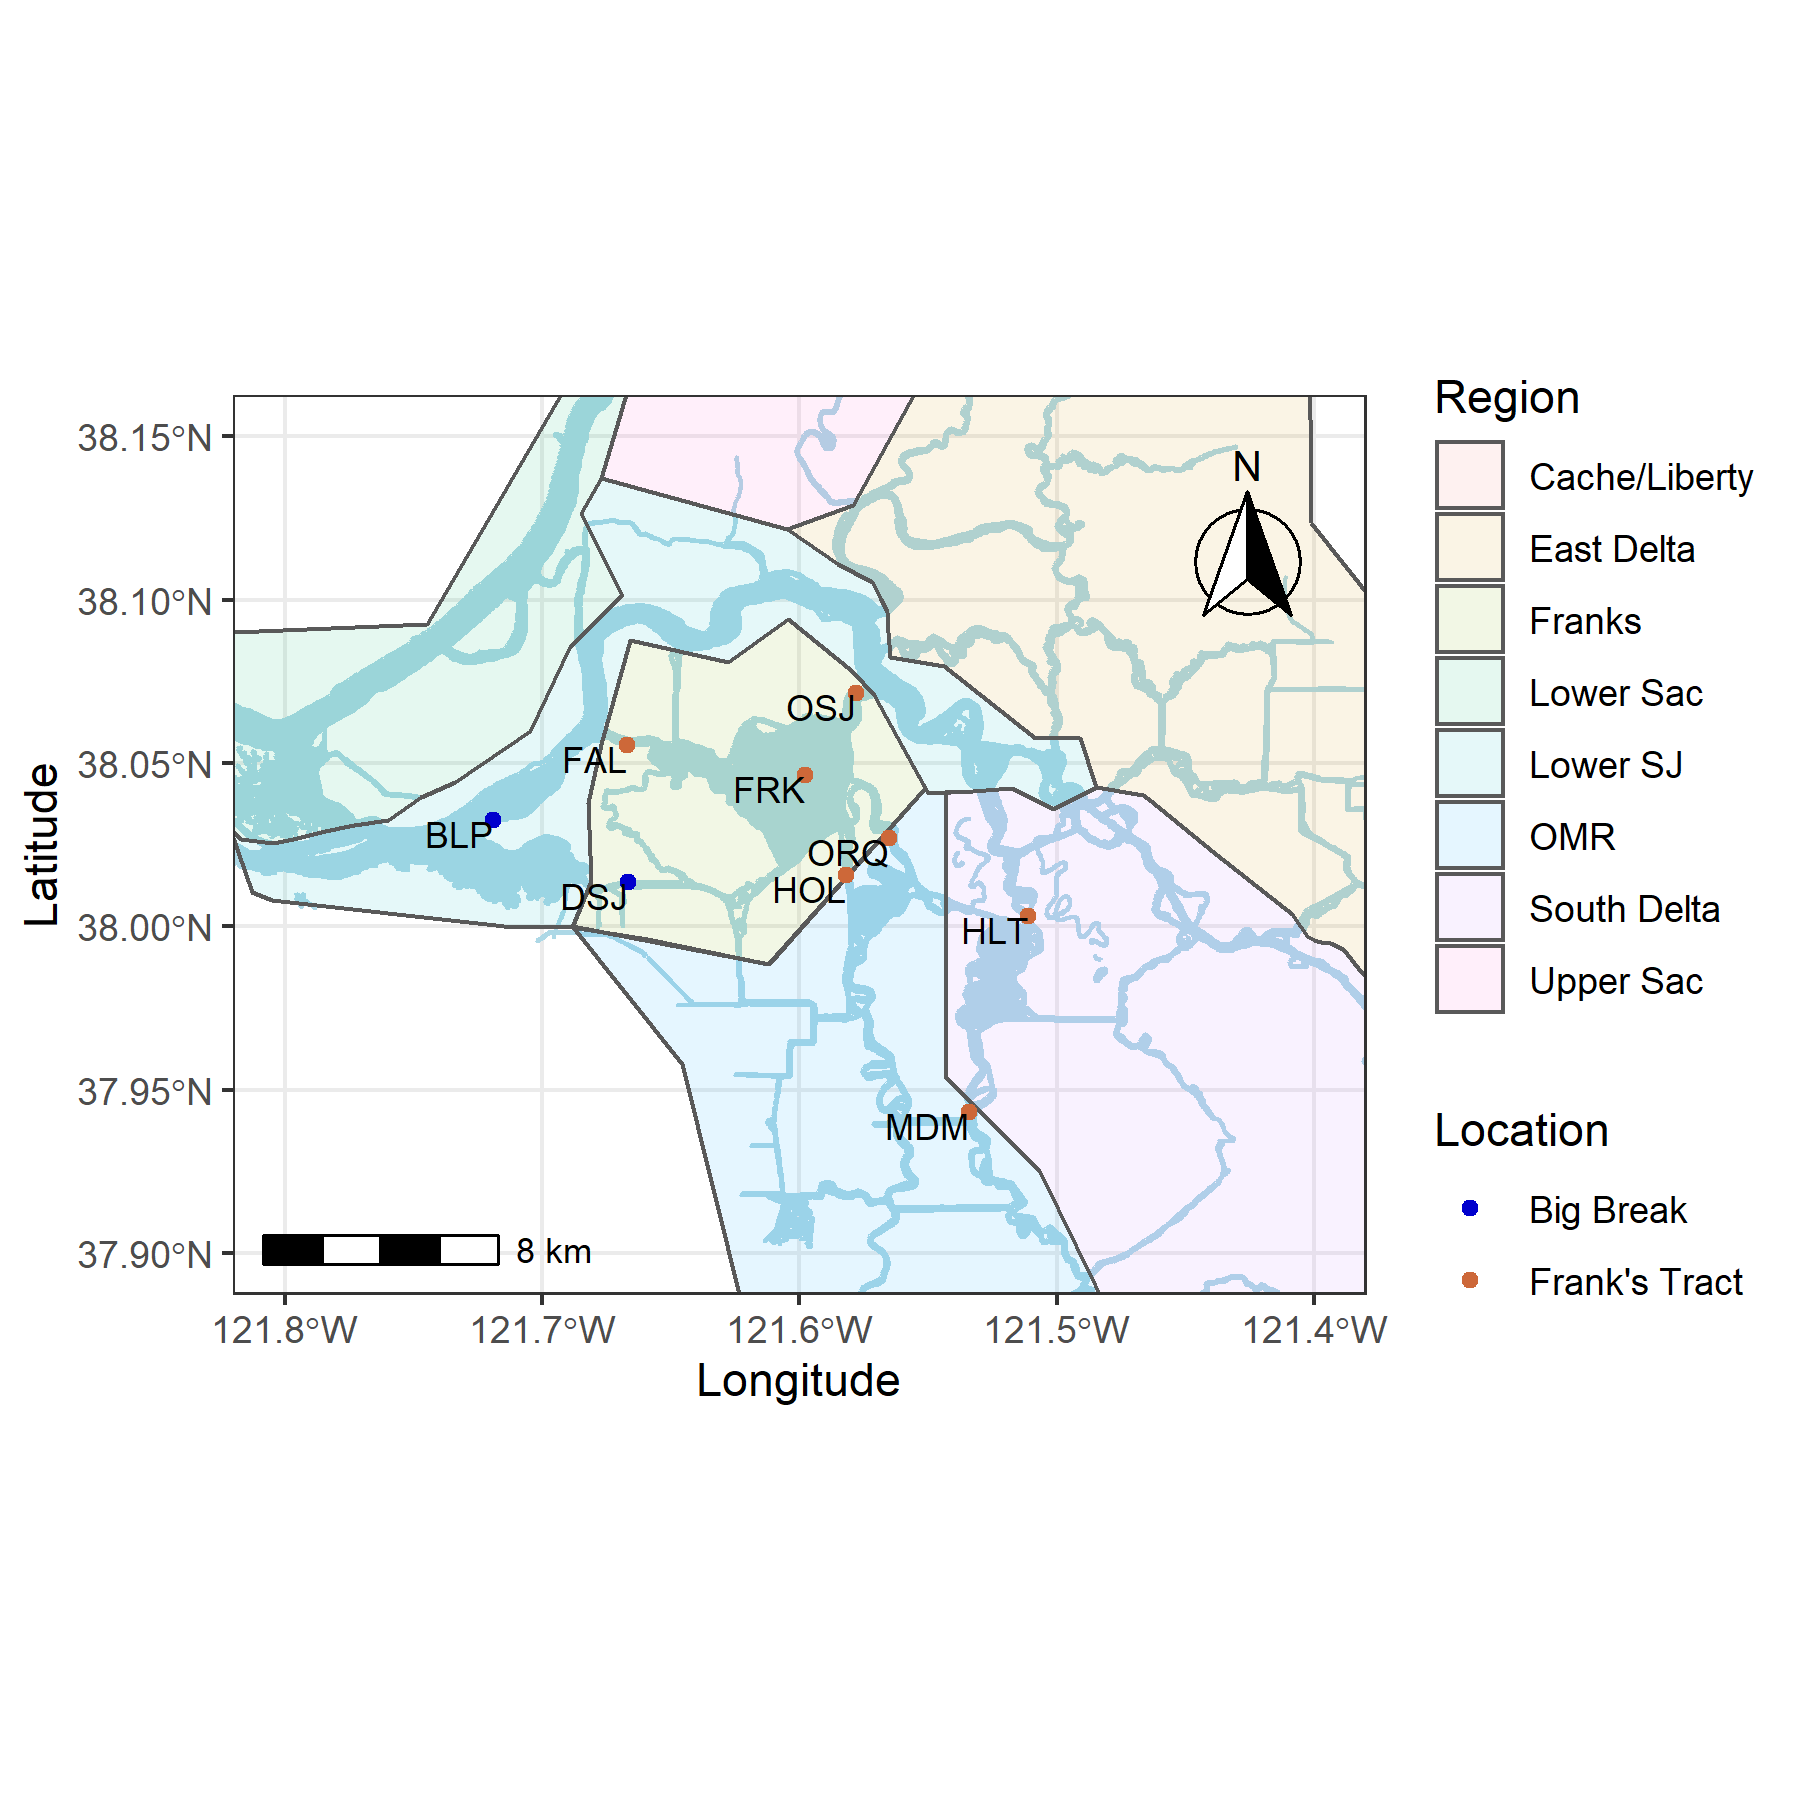 Region
Cache/Liberty
East Delta
Franks
Lower Sac
Lower SJ
OMR
South Delta
Upper Sac
Location
Big Break
Frank's Tract
N
OSJ
FAL
FRK
BLP
ORQ
DSJ
HOL
HLT
MDM
8 km
38.15°N
38.10°N
38.05°N
38.00°N
37.95°N
37.90°N
Latitude
121.8°W
121.7°W
121.6°W
121.5°W
121.4°W
Longitude